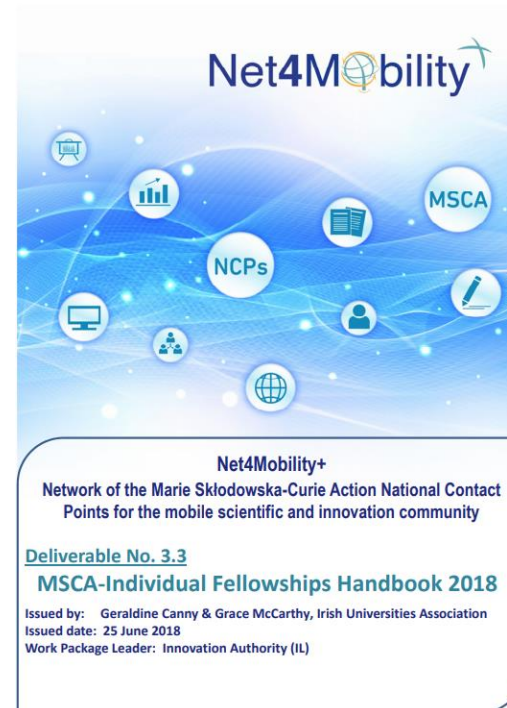 Net4Mobility+
MSCA
NCPs
Net4Mobility+
Network of the Marie Skłodowska-Curie Action National Contact
Points for the mobile scientific and innovation community
Deliverable No. 3.3
MSCA-Individual Fellowships Handbook 2018
Issued by: Geraldine Canny & Grace McCarthy, Irish Universities Association
Issued date: 25 June 2018
Work Package Leader: Innovation Authority (IL)